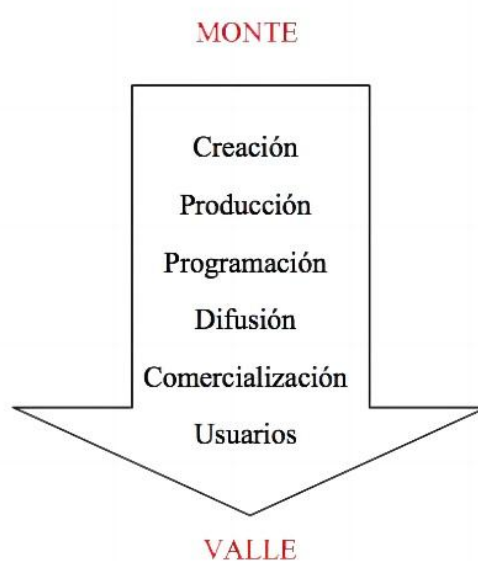 MONTE
Creación
Producción
Programación
Difusión
Comercialización
Usuarios
VALLE